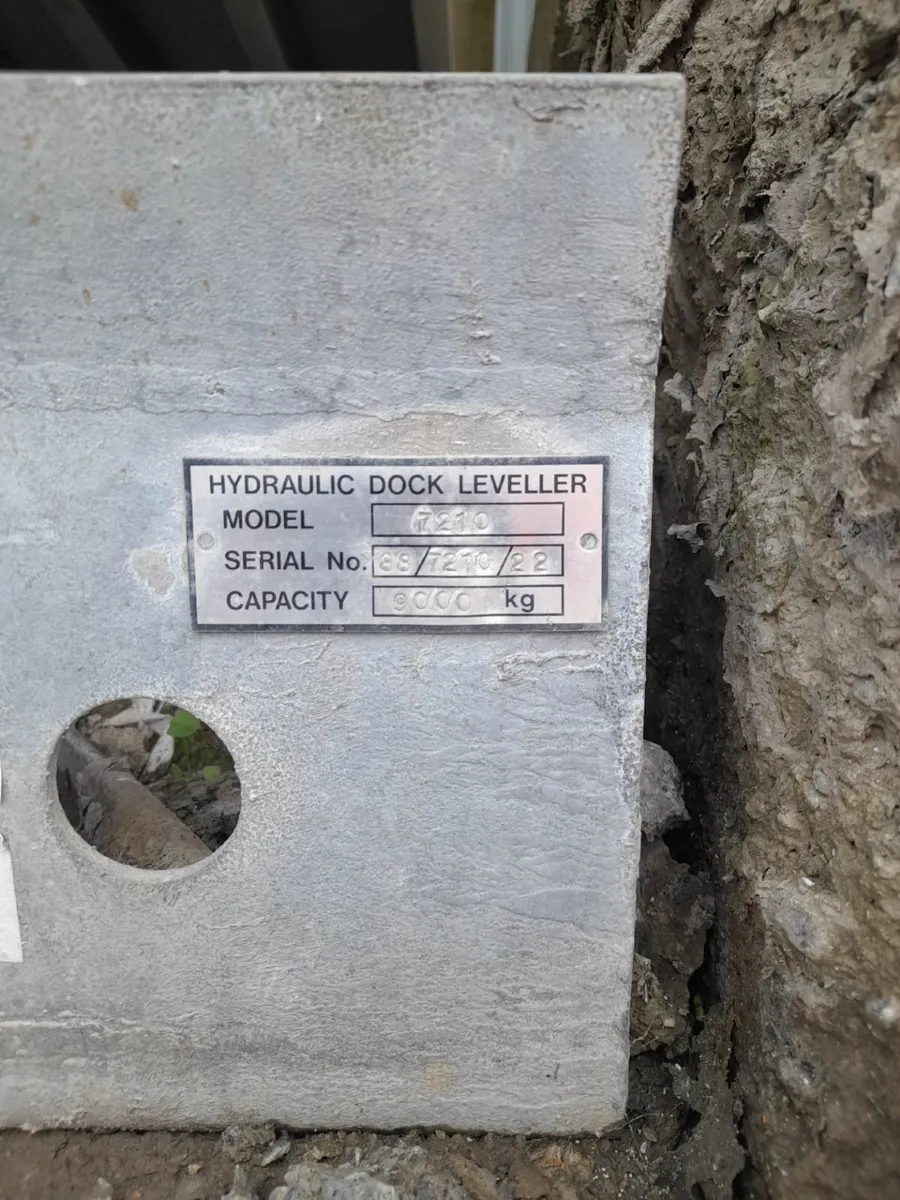 HYDRAULIC DOCK LEVELLER
MODEL 7210
SERIAL No. 88/7210/22
CAPACITY 9000 kg